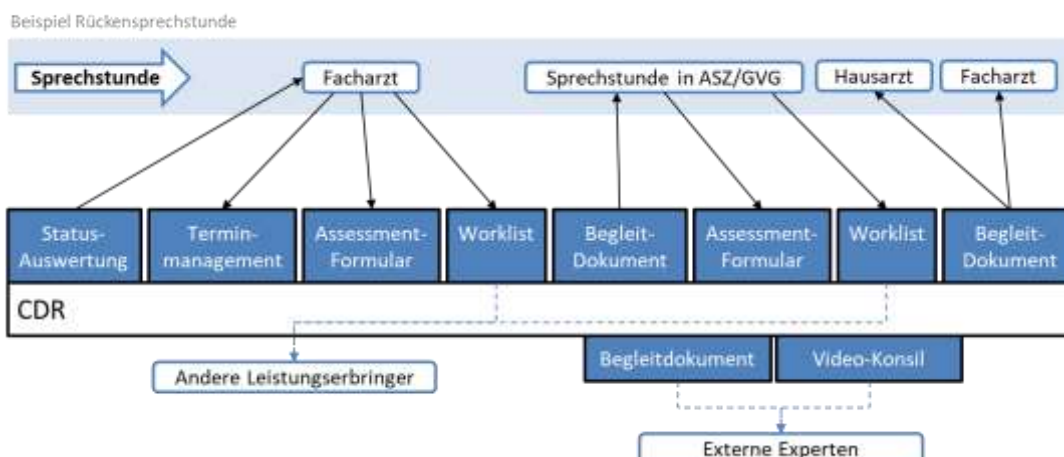 Beispiel Rückensprechstunde
Sprechstunde
Facharzt
Sprechstunde in ASZ/GVG
Hausarzt
Facharzt
Status-
Auswertung
Termin-
management
Assessment-
Formular
Worklist
Begleit-
Dokument
Assessment-
Formular
Worklist
Begleit-
Dokument
CDR
Begleitdokument
Video-Konsil
Andere Leistungserbringer
Externe Experten